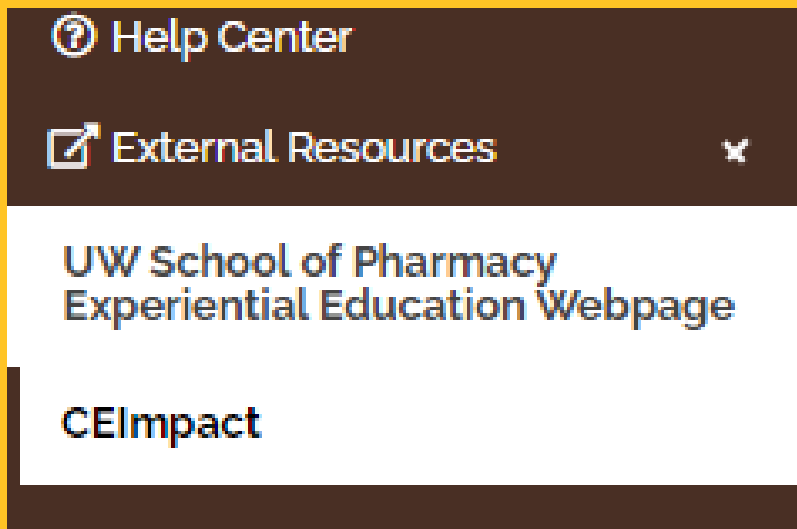 Help Center
External Resources
UW School of Pharmacy
Experiential Education Webpage
CEImpact